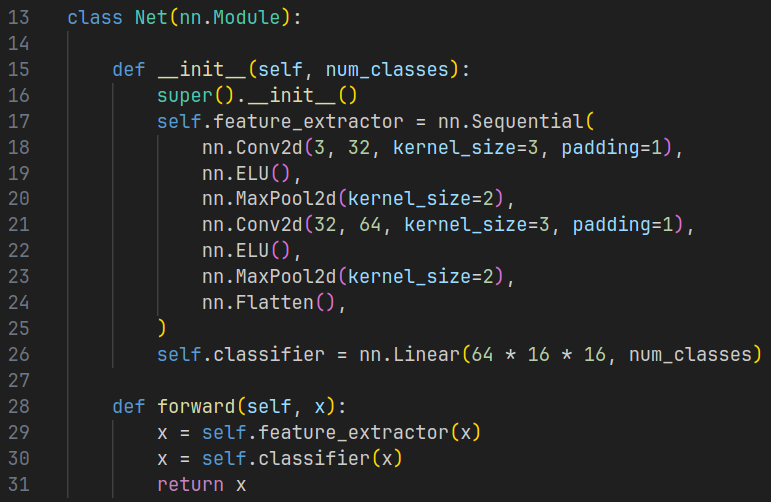 13 class Net(nn.Module):
14
15     def __init__(self, num_classes):
16         super().__init__()
17         self.feature_extractor = nn.Sequential(
18             nn.Conv2d(3, 32, kernel_size=3, padding=1),
19             nn.ELU(),
20             nn.MaxPool2d(kernel_size=2),
21             nn.Conv2d(32, 64, kernel_size=3, padding=1),
22             nn.ELU(),
23             nn.MaxPool2d(kernel_size=2),
24             nn.Flatten(),
25         )
26         self.classifier = nn.Linear(64 * 16 * 16, num_classes)
27
28     def forward(self, x):
29         x = self.feature_extractor(x)
30         x = self.classifier(x)
31         return x